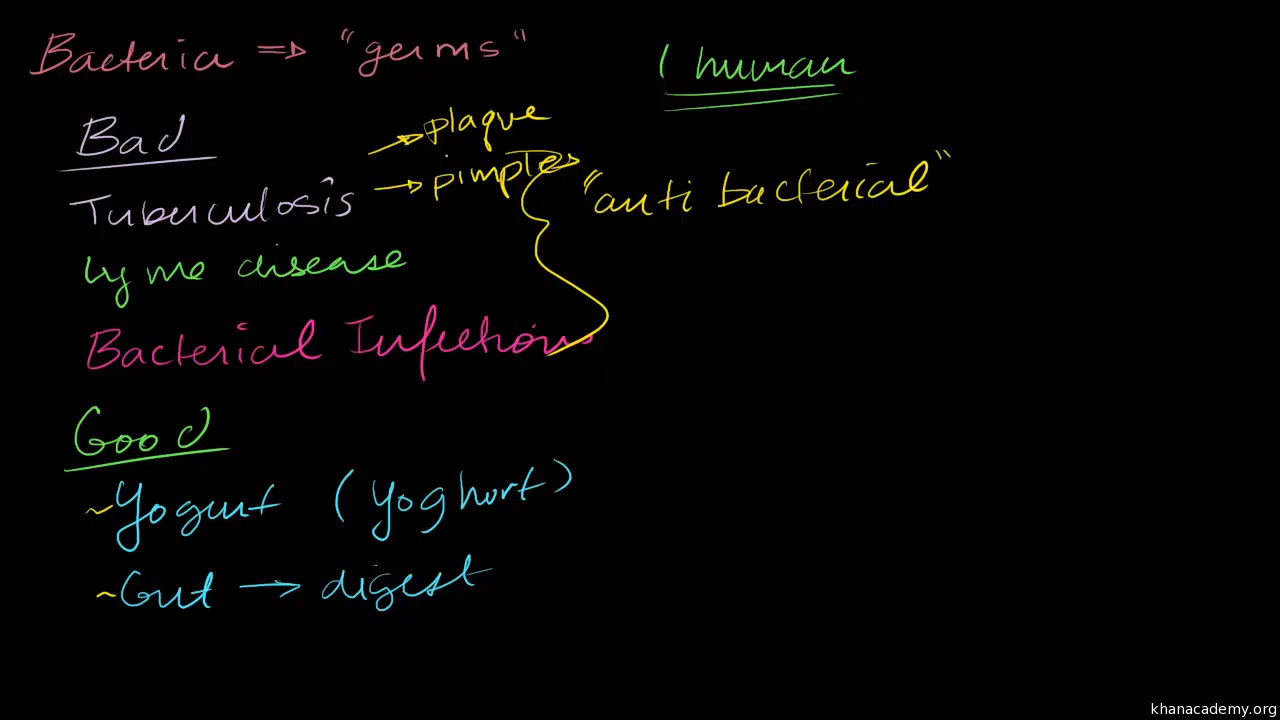 Bacteria ⇒ "germs"
1 human
Bad
→ plaque
→ pimples
"anti bacterial"
Tuberculosis
Lyme disease
Bacterial Infections
Good
~Yogurt (Yoghurt)
~Gut → digest
khanacademy.org